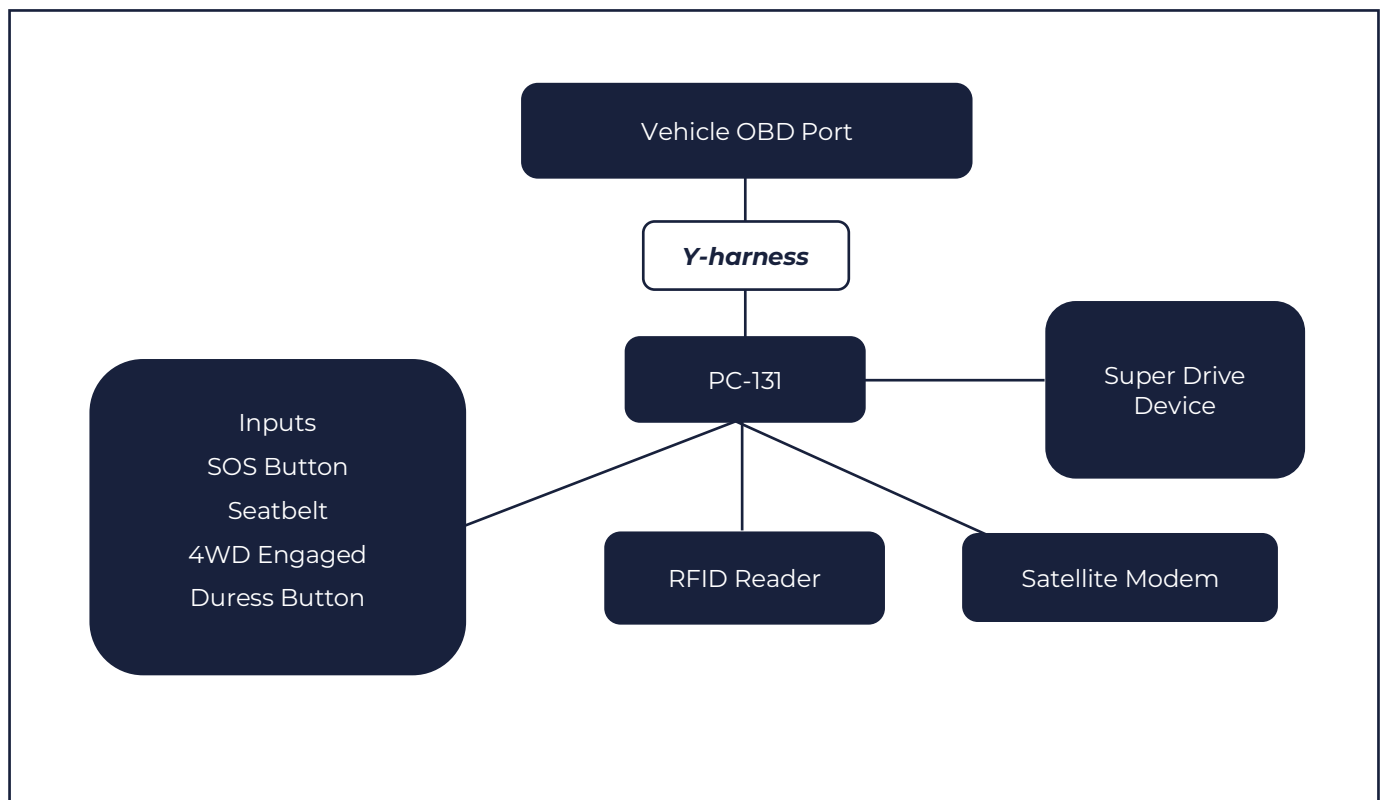 Vehicle OBD Port
Y-harness
PC-131
Super Drive
Device
Inputs
SOS Button
Seatbelt
4WD Engaged
Duress Button
RFID Reader
Satellite Modem